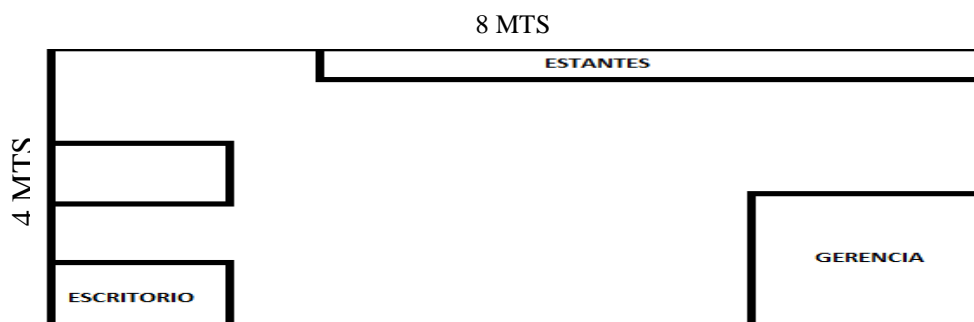 8 MTS
ESTANTES
4 MTS
GERENCIA
ESCRITORIO